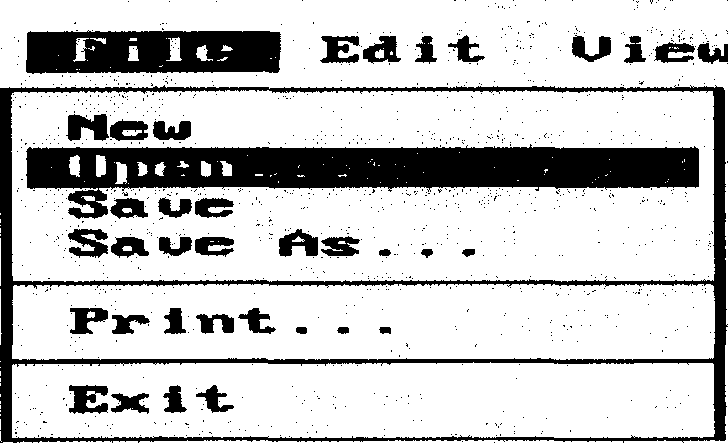 File Edit View
New
Open...
Save
Save As...
Print...
Exit